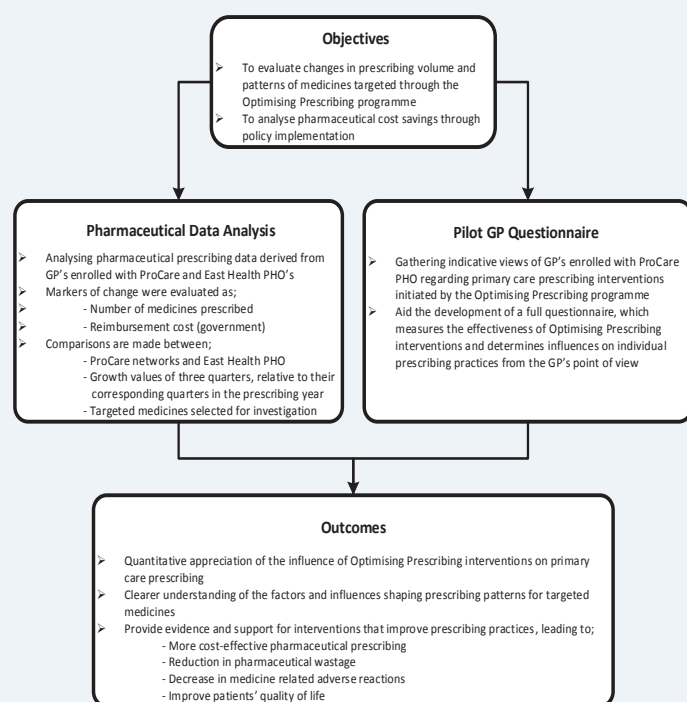 Objectives
➢ To evaluate changes in prescribing volume and
patterns of medicines targeted through the
Optimising Prescribing programme
➢ To analyse pharmaceutical cost savings through
policy implementation
Pharmaceutical Data Analysis
➢ Analysing pharmaceutical prescribing data derived from
GP's enrolled with ProCare and East Health PHO's
➢ Markers of change were evaluated as;
➢ - Number of medicines prescribed
➢ - Reimbursement cost (government)
➢ Comparisons are made between;
- ProCare networks and East Health PHO
- Growth values of three quarters, relative to their
corresponding quarters in the prescribing year
- Targeted medicines selected for investigation
Pilot GP Questionnaire
➢ Gathering indicative views of GP's enrolled with ProCare
PHO regarding primary care prescribing interventions
initiated by the Optimising Prescribing programme
➢ Aid the development of a full questionnaire, which
measures the effectiveness of Optimising Prescribing
interventions and determines influences on individual
prescribing practices from the GP's point of view
Outcomes
➢ Quantitative appreciation of the influence of Optimising Prescribing interventions on primary
care prescribing
➢ Clearer understanding of the factors and influences shaping prescribing patterns for targeted
medicines
➢ Provide evidence and support for interventions that improve prescribing practices, leading to;
- More cost-effective pharmaceutical prescribing
- Reduction in pharmaceutical wastage
- Decrease in medicine related adverse reactions
- Improve patients' quality of life